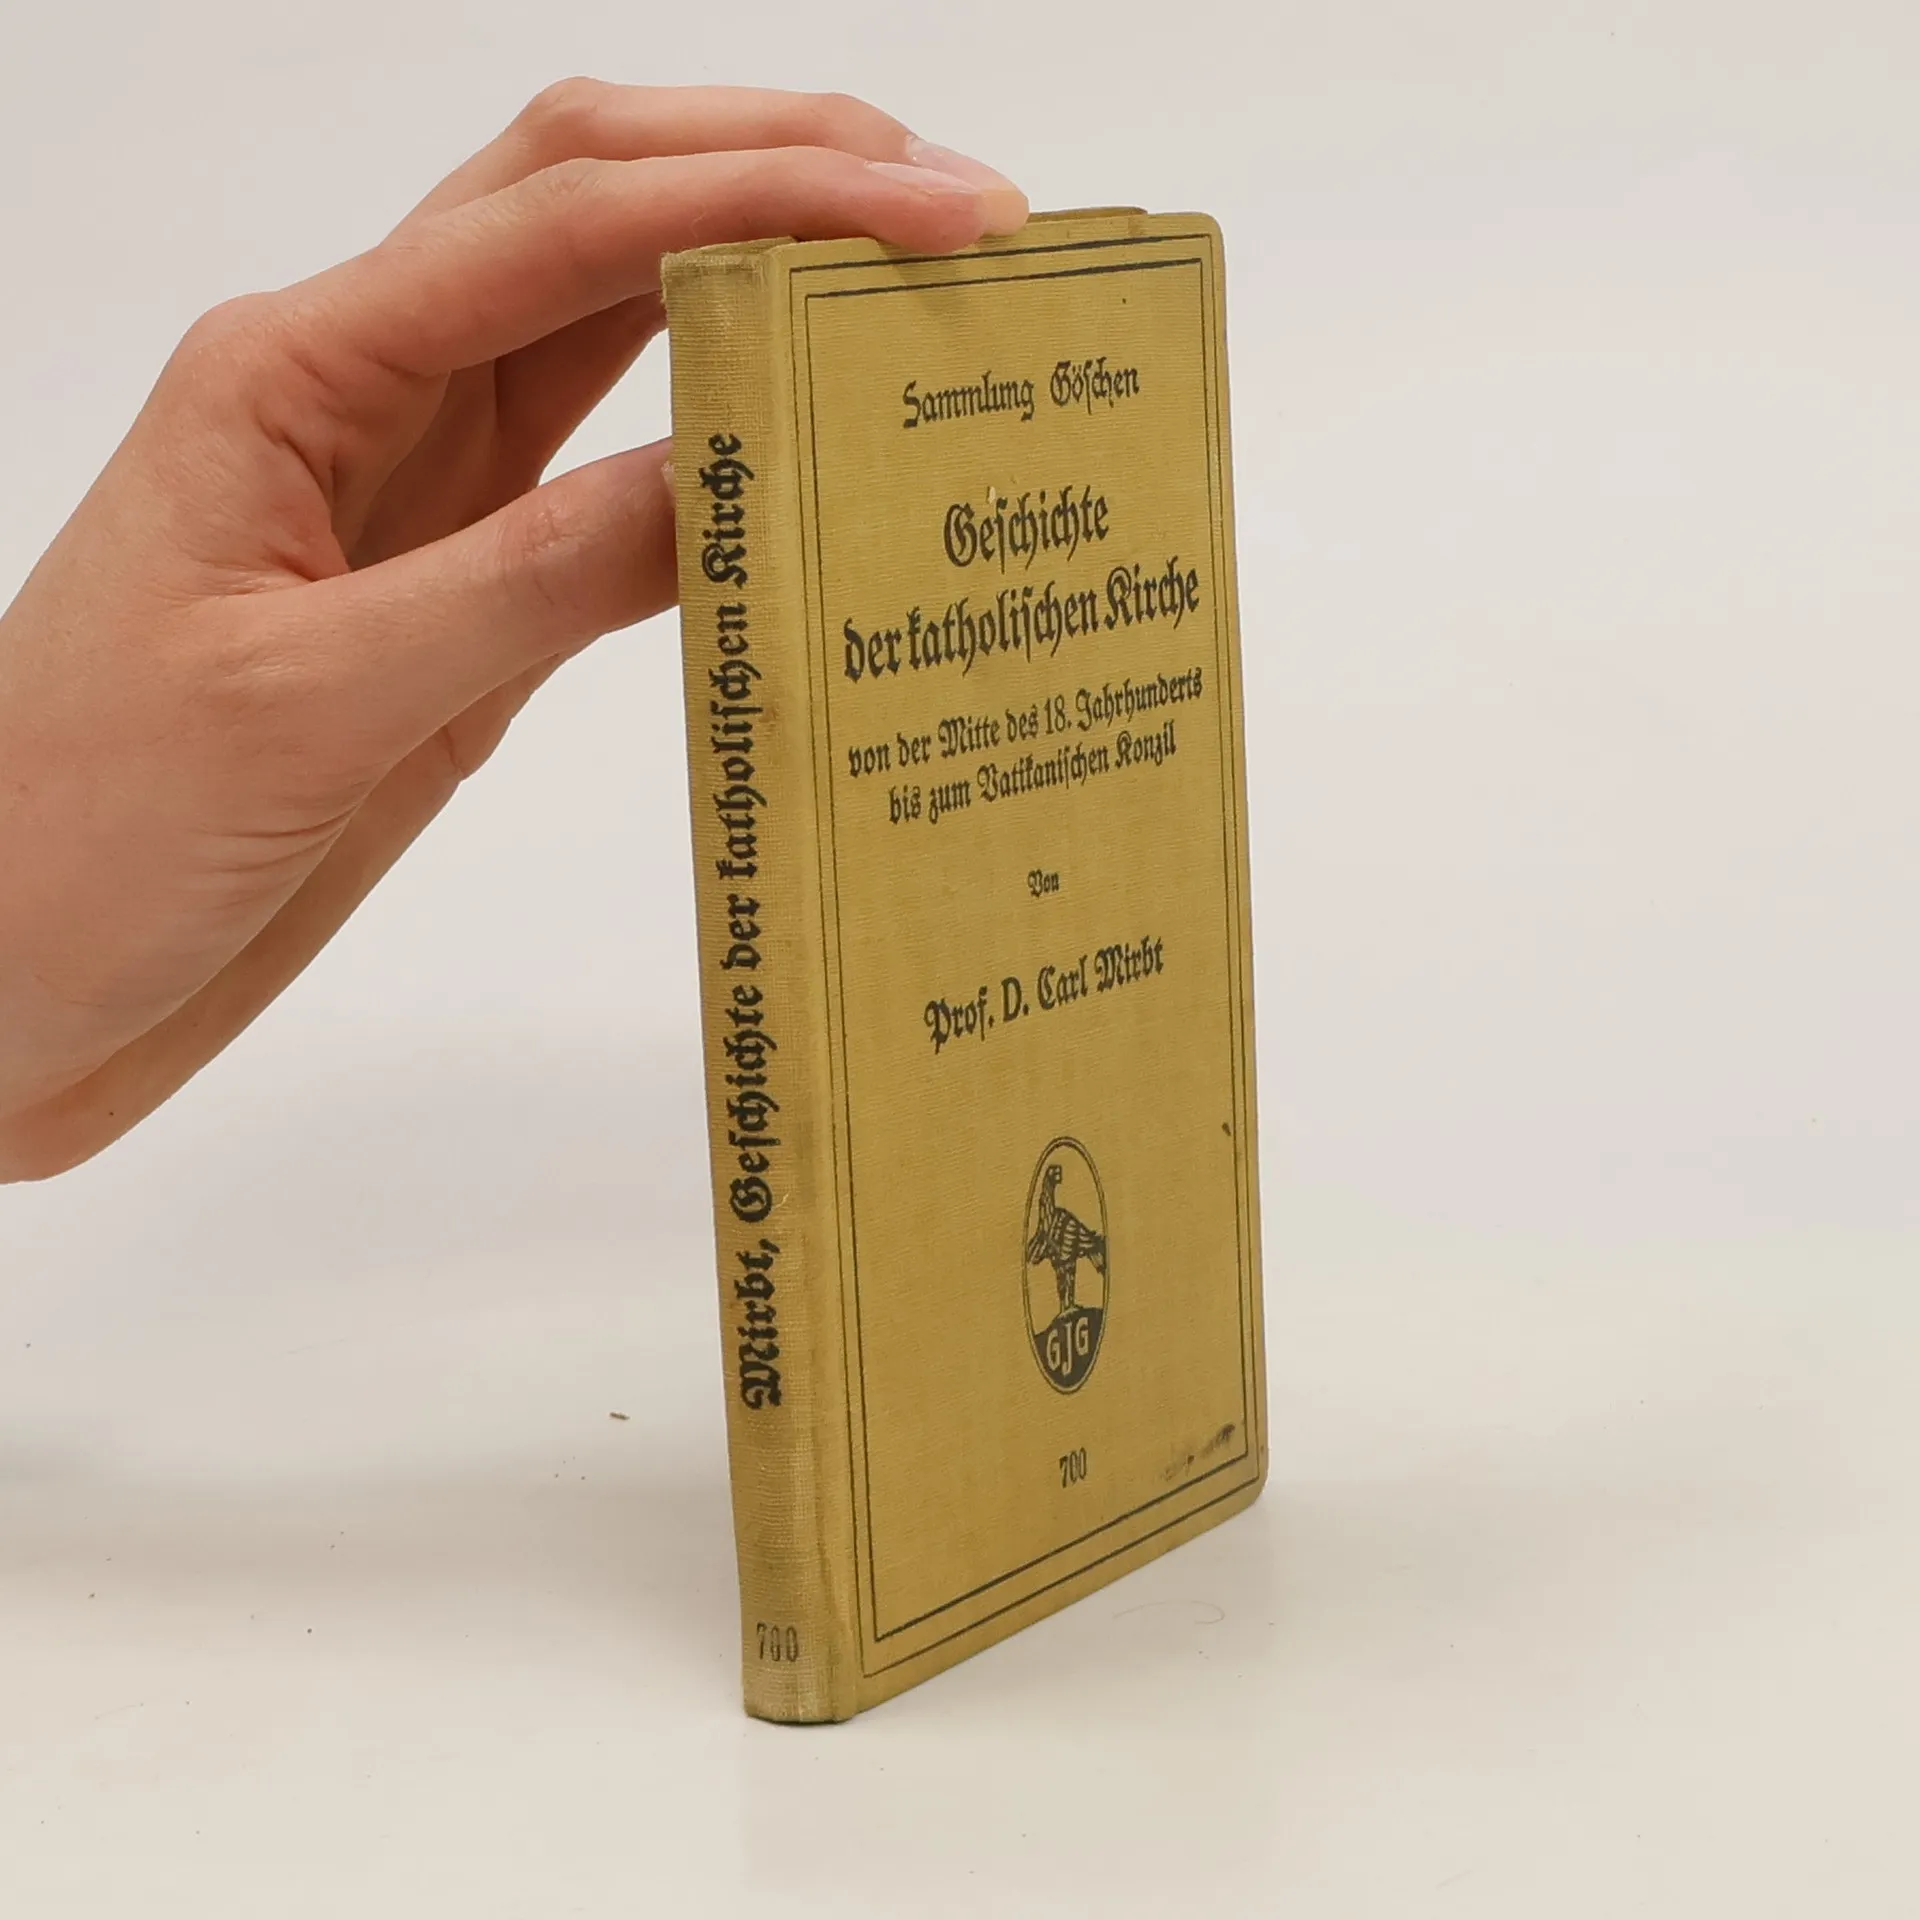 Mirbt, Geschichte der katholischen Kirche
700
Sammlung Göschen
Geschichte
der katholischen Kirche
von der Mitte des 18. Jahrhunderts
bis zum Vatikanischen Konzil
Von
Prof. D. Carl Mirbt
GJG
700